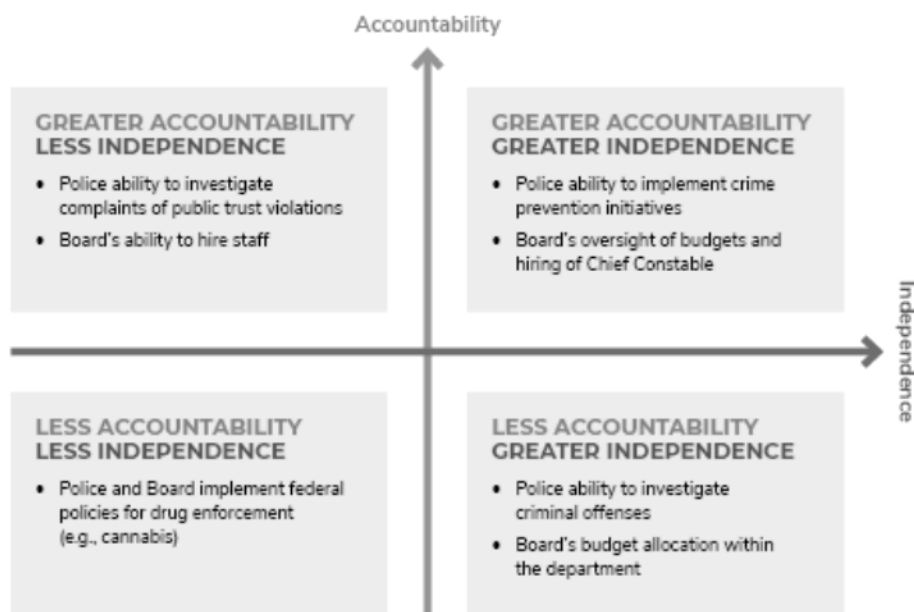 Accountability
GREATER ACCOUNTABILITY
LESS INDEPENDENCE
• Police ability to investigate
complaints of public trust violations
• Board's ability to hire staff
GREATER ACCOUNTABILITY
GREATER INDEPENDENCE
• Police ability to implement crime
prevention initiatives
• Board's oversight of budgets and
hiring of Chief Constable
Independence
LESS ACCOUNTABILITY
LESS INDEPENDENCE
• Police and Board implement federal
policies for drug enforcement
(e.g., cannabis)
LESS ACCOUNTABILITY
GREATER INDEPENDENCE
• Police ability to investigate
criminal offenses
• Board's budget allocation within
the department